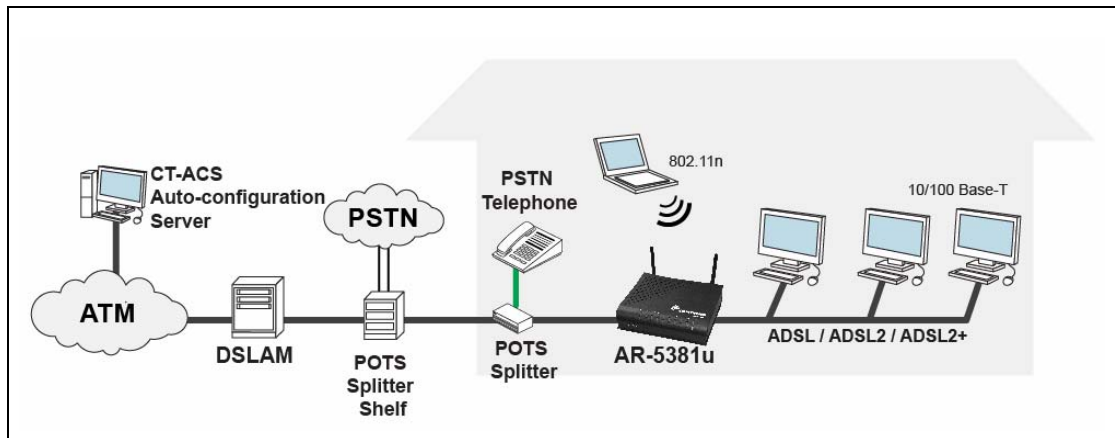 CT-ACS
Auto-configuration
Server
ATM
DSLAM
PSTN
POTS
Splitter
Shelf
PSTN
Telephone
POTS
Splitter
802.11n
AR-5381u
10/100 Base-T
ADSL / ADSL2 / ADSL2+